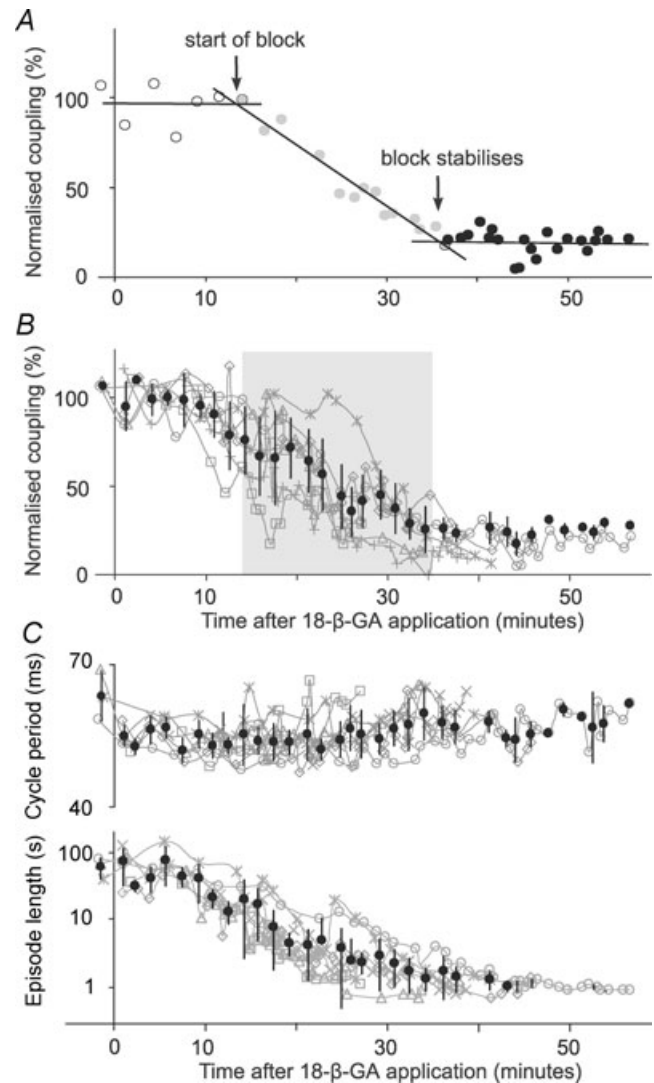 A
start of block
block stabilises
Normalised coupling (%)
100
50
0
0 10 30 50
B
Normalised coupling (%)
100
50
0
0 10 30 50
Time after 18-β-GA application (minutes)
C
Cycle period (ms)
70
40
Episode length (s)
100
10
1
0 10 30 50
Time after 18-β-GA application (minutes)